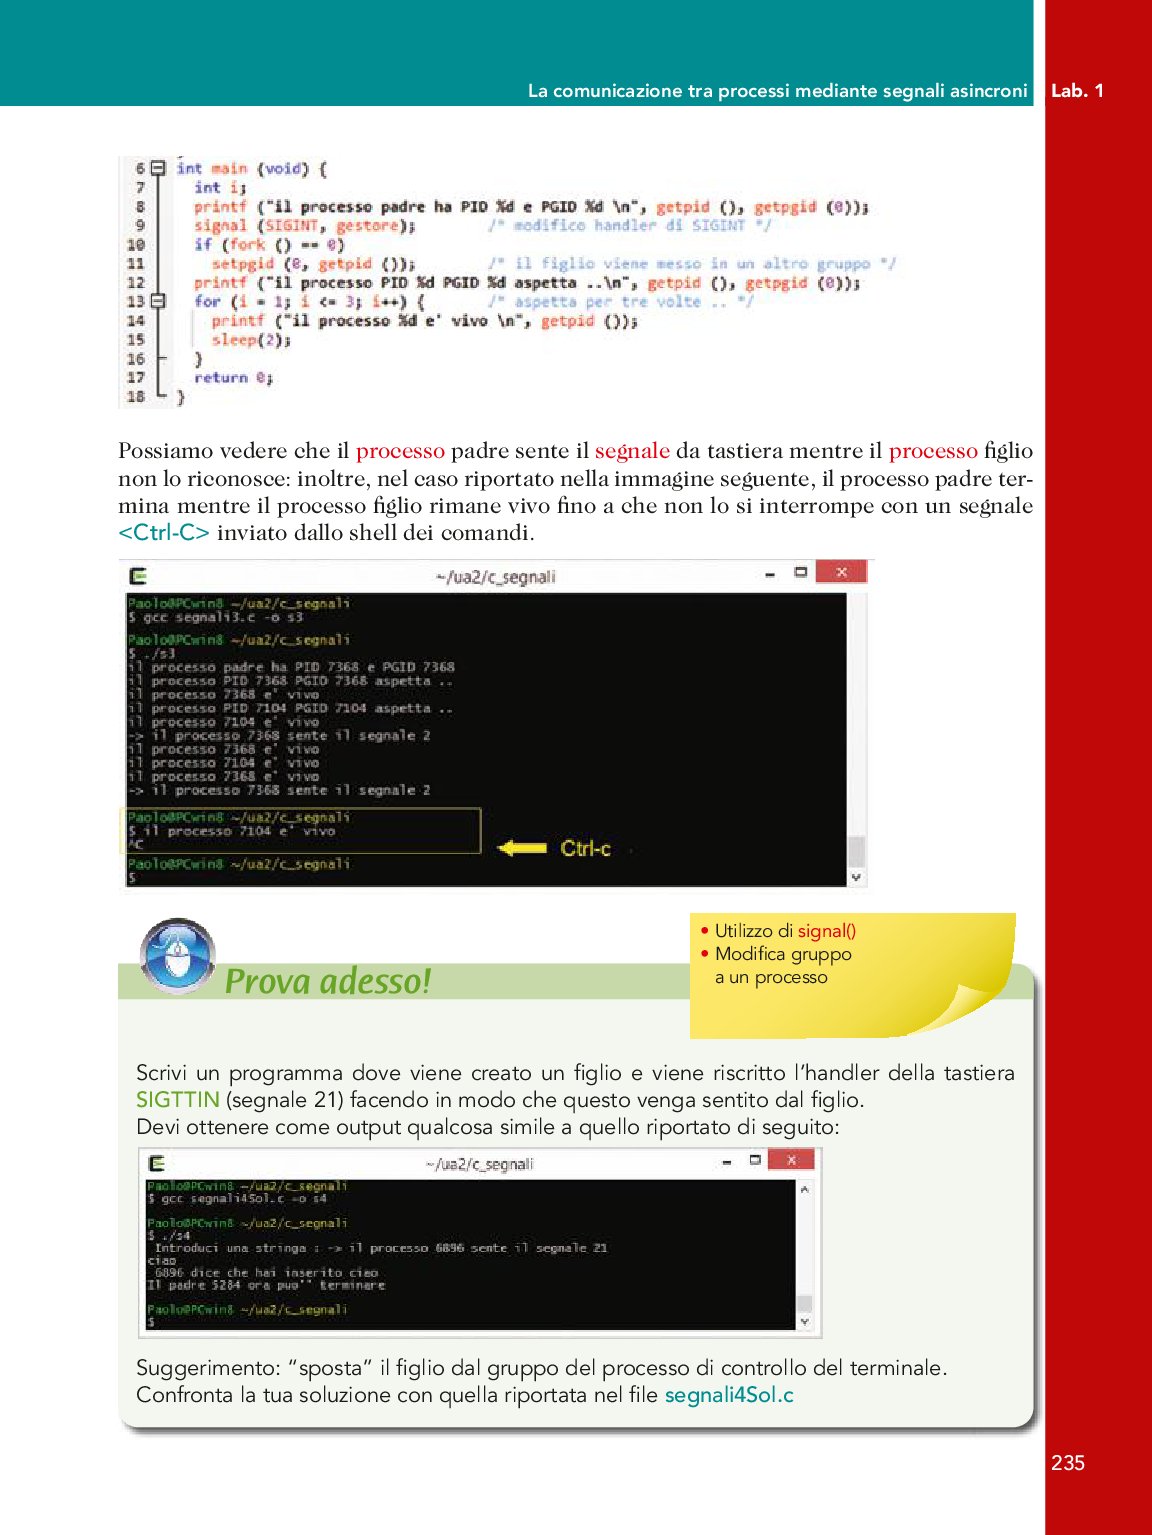 La comunicazione tra processi mediante segnali asincroni Lab. 1
6 int main (void) {
7 int i;
8 printf ("il processo padre ha PID %d e PGID %d \n", getpid (), getpgid (0));
9 signal (SIGINT, gestore); /* modifico handler di SIGINT */
10 if (fork () == 0)
11 setpgid (0, getpid ()); /* il figlio viene messo in un altro gruppo */
12 printf ("il processo PID %d PGID %d aspetta ..\n", getpid (), getpgid (0));
13 for (i = 1; i <= 3; i++) { /* aspetta per tre volte .. */
14 printf ("il processo %d e' vivo \n", getpid ());
15 sleep(2);
16 }
17 return 0;
18 }
Possiamo vedere che il processo padre sente il segnale da tastiera mentre il processo figlio
non lo riconosce: inoltre, nel caso riportato nella immagine seguente, il processo padre ter-
mina mentre il processo figlio rimane vivo fino a che non lo si interrompe con un segnale
<Ctrl-C> inviato dallo shell dei comandi.
~/ua2/c_segnali
Paolo@PCwin8 ~/ua2/c_segnali
$ gcc segnali3.c -o s3
Paolo@PCwin8 ~/ua2/c_segnali
$ ./s3
il processo padre ha PID 7368 e PGID 7368
il processo PID 7368 PGID 7368 aspetta ..
il processo 7368 e' vivo
il processo PID 7104 PGID 7104 aspetta ..
il processo 7104 e' vivo
-> il processo 7368 sente il segnale 2
il processo 7368 e' vivo
il processo 7104 e' vivo
il processo 7368 e' vivo
-> il processo 7368 sente il segnale 2
Paolo@PCwin8 ~/ua2/c_segnali
$ il processo 7104 e' vivo
^C
Ctrl-c
Paolo@PCwin8 ~/ua2/c_segnali
$
• Utilizzo di signal()
• Modifica gruppo
a un processo
Prova adesso!
Scrivi un programma dove viene creato un figlio e viene riscritto l'handler della tastiera
SIGTTIN (segnale 21) facendo in modo che questo venga sentito dal figlio.
Devi ottenere come output qualcosa simile a quello riportato di seguito:
~/ua2/c_segnali
Paolo@PCwin8 ~/ua2/c_segnali
$ gcc segnali4Sol.c -o s4
Paolo@PCwin8 ~/ua2/c_segnali
$ ./s4
Introduci una stringa : -> il processo 6896 sente il segnale 21
ciao
6896 dice che hai inserito ciao
Il padre 5284 ora puo'' terminare
Paolo@PCwin8 ~/ua2/c_segnali
$
Suggerimento: "sposta" il figlio dal gruppo del processo di controllo del terminale.
Confronta la tua soluzione con quella riportata nel file segnali4Sol.c
235